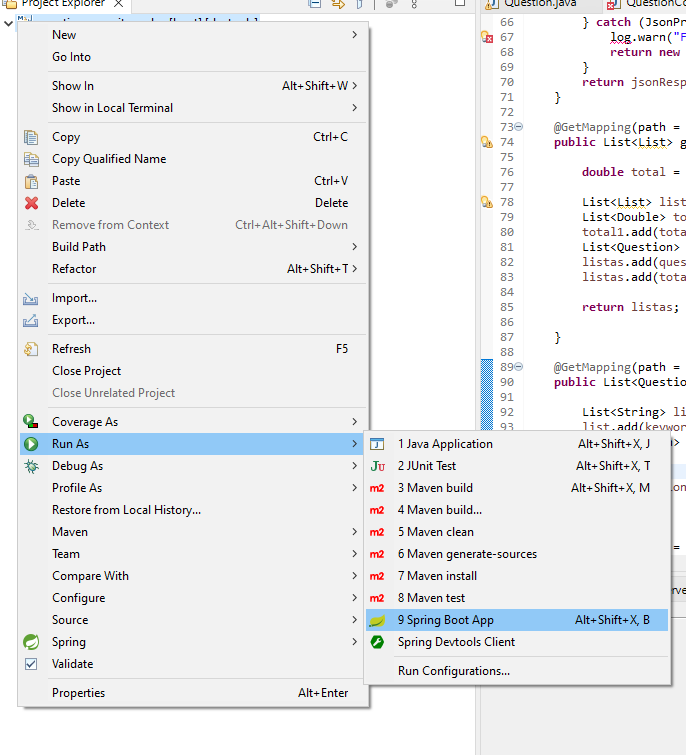 Project Explorer
Question.java
New
Go Into
Show In Alt+Shift+W
Show in Local Terminal
Copy Ctrl+C
Copy Qualified Name
Paste Ctrl+V
Delete Delete
Remove from Context Ctrl+Alt+Shift+Down
Build Path
Refactor Alt+Shift+T
Import...
Export...
Refresh F5
Close Project
Close Unrelated Project
Coverage As
Run As
Debug As
Profile As
Restore from Local History...
Maven
Team
Compare With
Configure
Source
Spring
Validate
Properties Alt+Enter
1 Java Application Alt+Shift+X, J
2 JUnit Test Alt+Shift+X, T
3 Maven build Alt+Shift+X, M
4 Maven build...
5 Maven clean
6 Maven generate-sources
7 Maven install
8 Maven test
9 Spring Boot App Alt+Shift+X, B
Spring Devtools Client
Run Configurations...
66 } catch (JsonPr
67 log.warn("F
68 return new
69 }
70 return jsonResp
71 }
72
73 @GetMapping(path =
74 public List<List> g
75
76 double total =
77
78 List<List> list
79 List<Double> to
80 total1.add(tota
81 List<Question>
82 listas.add(ques
83 listas.add(tota
84
85 return listas;
86
87 }
88
89 @GetMapping(path =
90 public List<Questio
91
92 List<String> li
93 list.add(keywor